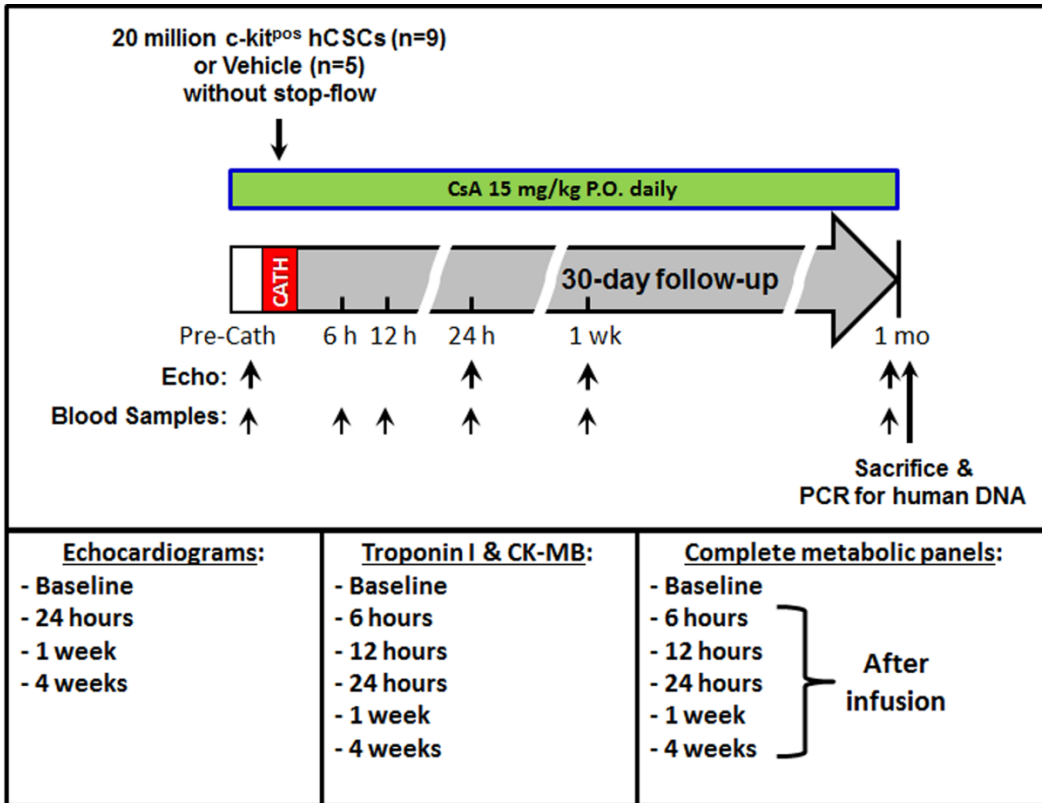 20 million c-kitᵖᵒˢ hCSCs (n=9)
or Vehicle (n=5)
without stop-flow
CsA 15 mg/kg P.O. daily
CATH
30-day follow-up
Pre-Cath 6 h 12 h 24 h 1 wk 1 mo
Echo:
Blood Samples:
Sacrifice &
PCR for human DNA
Echocardiograms:
- Baseline
- 24 hours
- 1 week
- 4 weeks
Troponin I & CK-MB:
- Baseline
- 6 hours
- 12 hours
- 24 hours
- 1 week
- 4 weeks
Complete metabolic panels:
- Baseline
- 6 hours
- 12 hours
- 24 hours
- 1 week
- 4 weeks
After
infusion